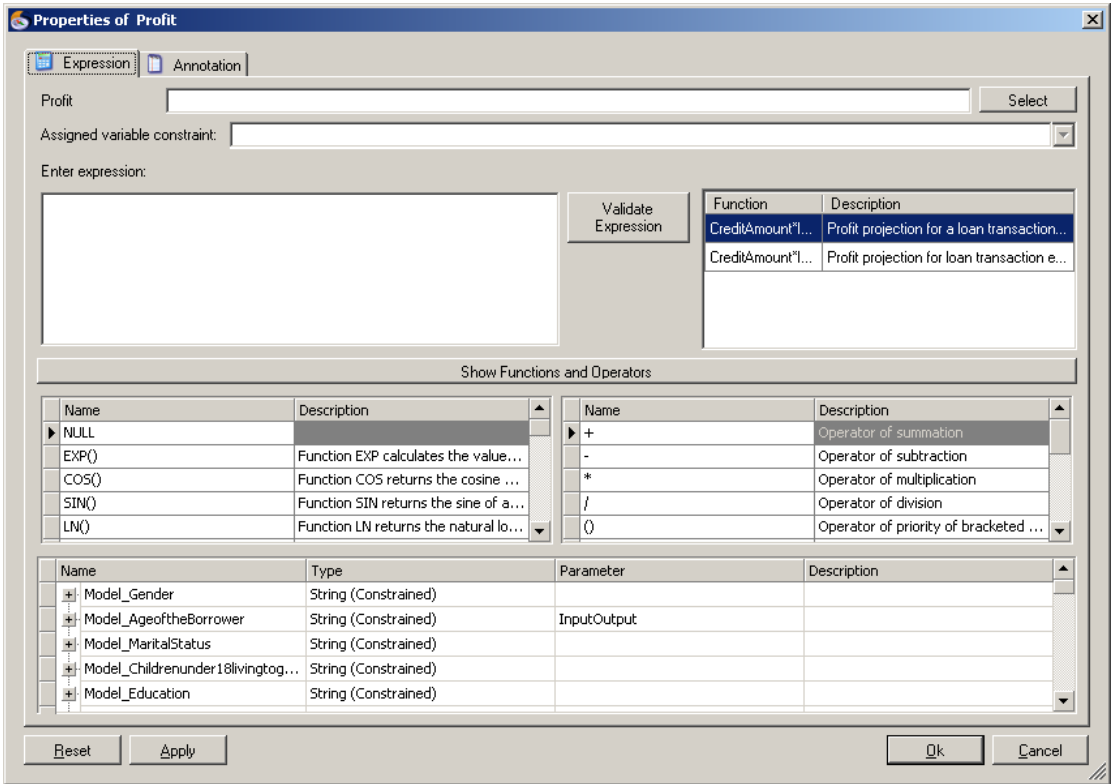 Properties of Profit
Expression Annotation
Profit Select
Assigned variable constraint:
Enter expression:
Validate
Expression
Function Description
CreditAmount*I... Profit projection for a loan transaction...
CreditAmount*I... Profit projection for loan transaction e...
Show Functions and Operators
Name Description Name Description
NULL + Operator of summation
EXP() Function EXP calculates the value... - Operator of subtraction
COS() Function COS returns the cosine ... * Operator of multiplication
SIN() Function SIN returns the sine of a... / Operator of division
LN() Function LN returns the natural lo... () Operator of priority of bracketed ...
Name Type Parameter Description
Model_Gender String (Constrained)
Model_AgeoftheBorrower String (Constrained) InputOutput
Model_MaritalStatus String (Constrained)
Model_Childrenunder18livingtog... String (Constrained)
Model_Education String (Constrained)
Reset Apply Ok Cancel